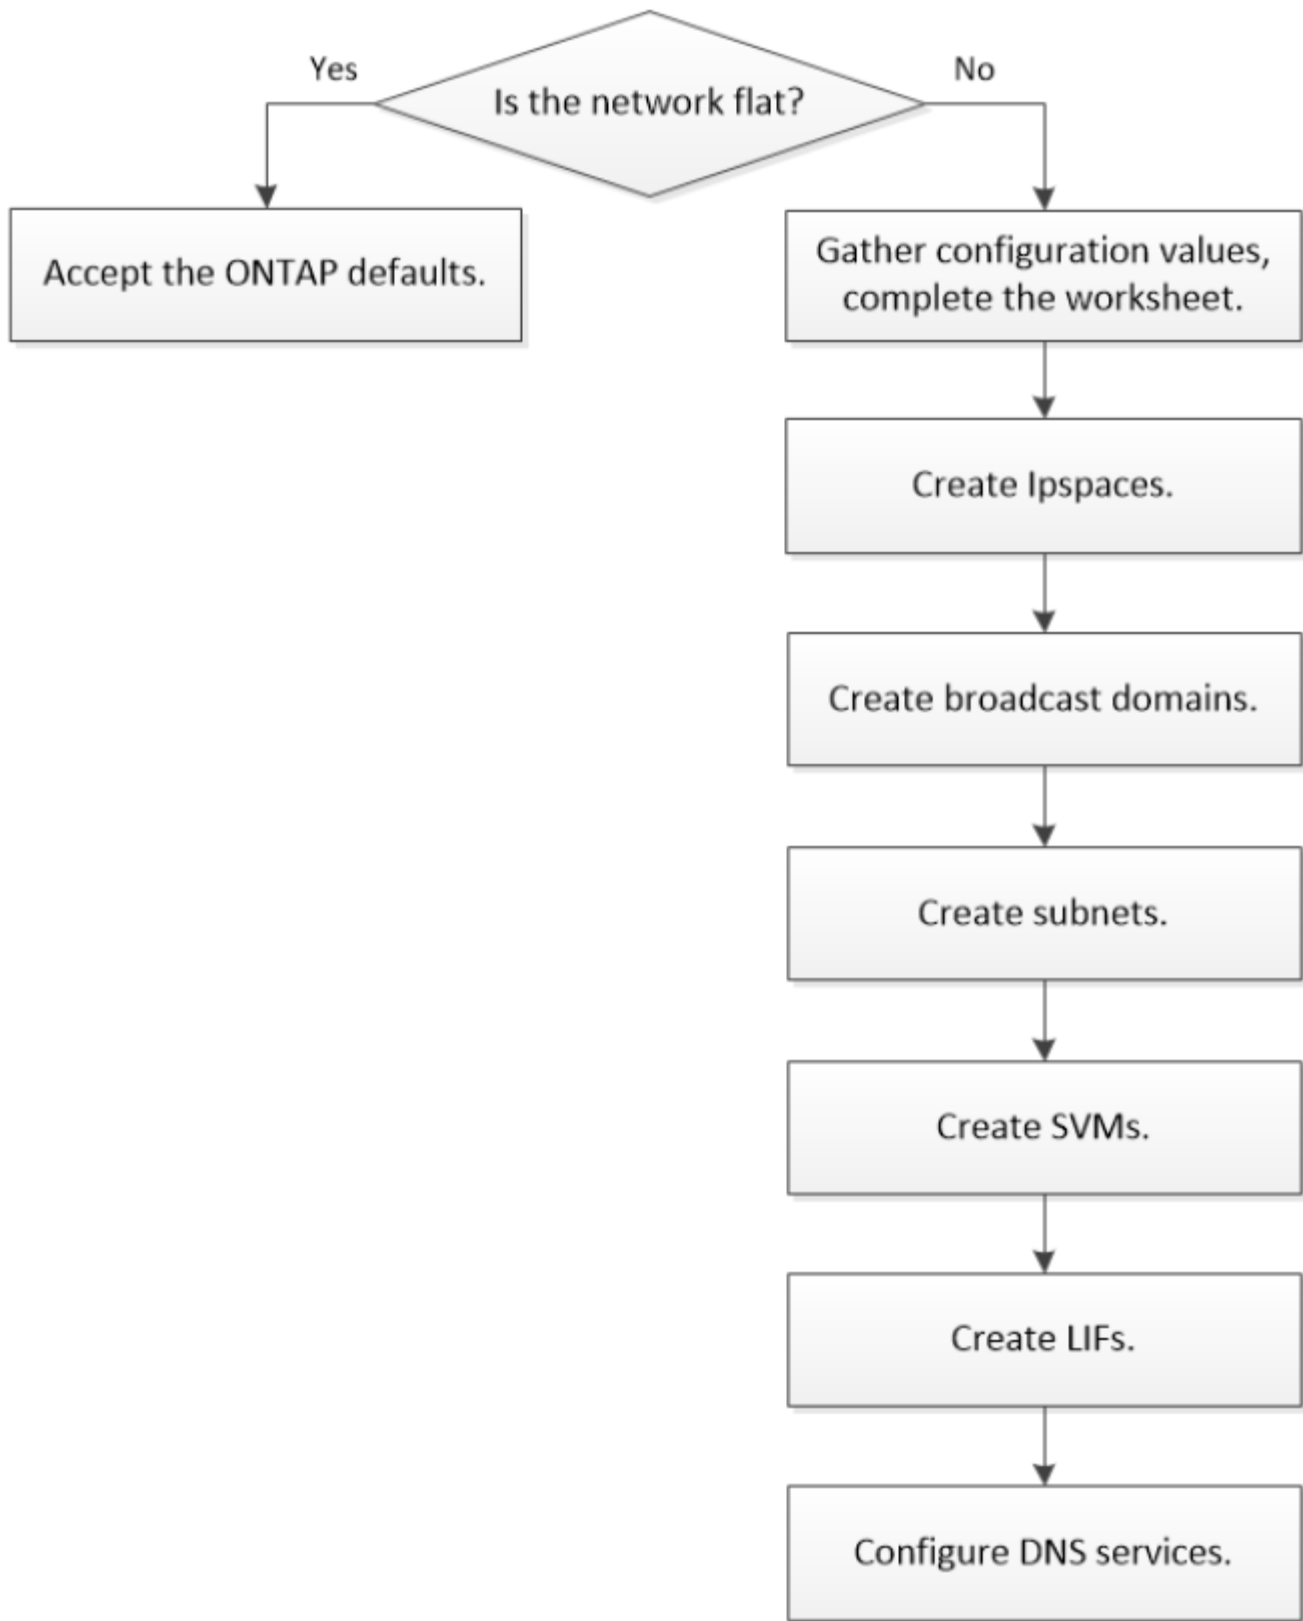 Is the network flat?
Yes
No
Accept the ONTAP defaults.
Gather configuration values,
complete the worksheet.
Create Ipspaces.
Create broadcast domains.
Create subnets.
Create SVMs.
Create LIFs.
Configure DNS services.